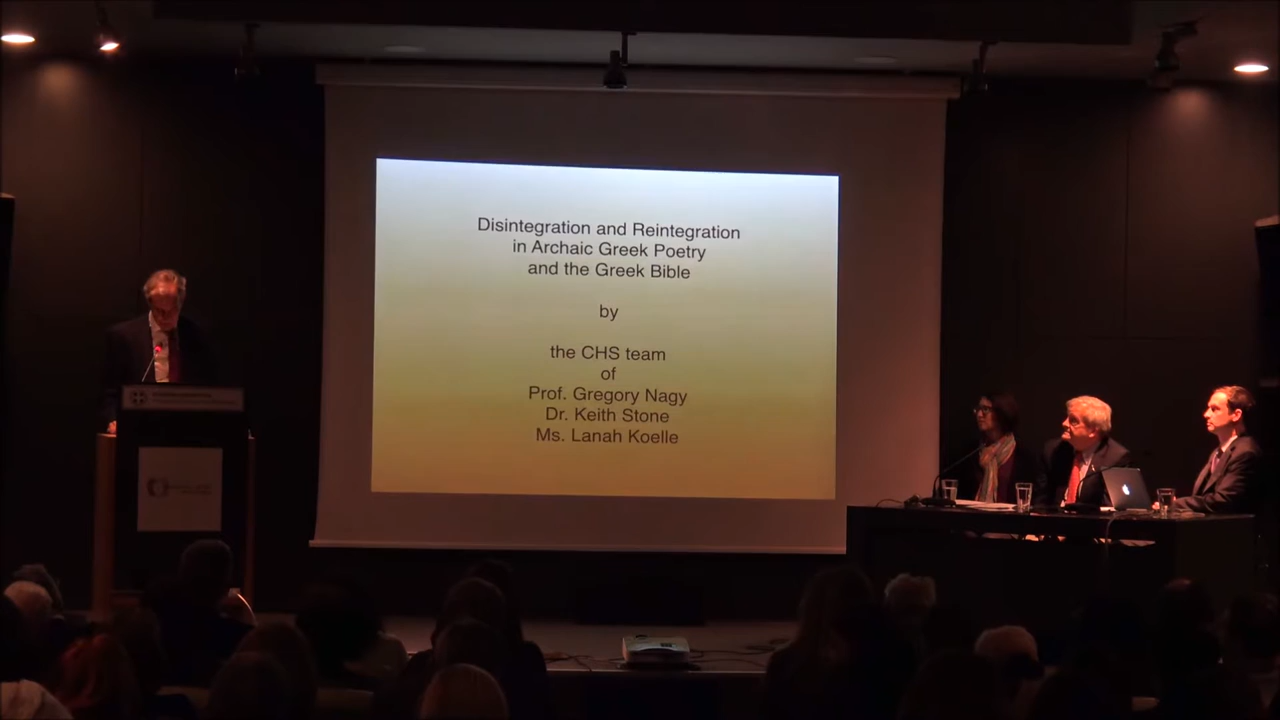 Disintegration and Reintegration
in Archaic Greek Poetry
and the Greek Bible
by
the CHS team
of
Prof. Gregory Nagy
Dr. Keith Stone
Ms. Lanah Koelle